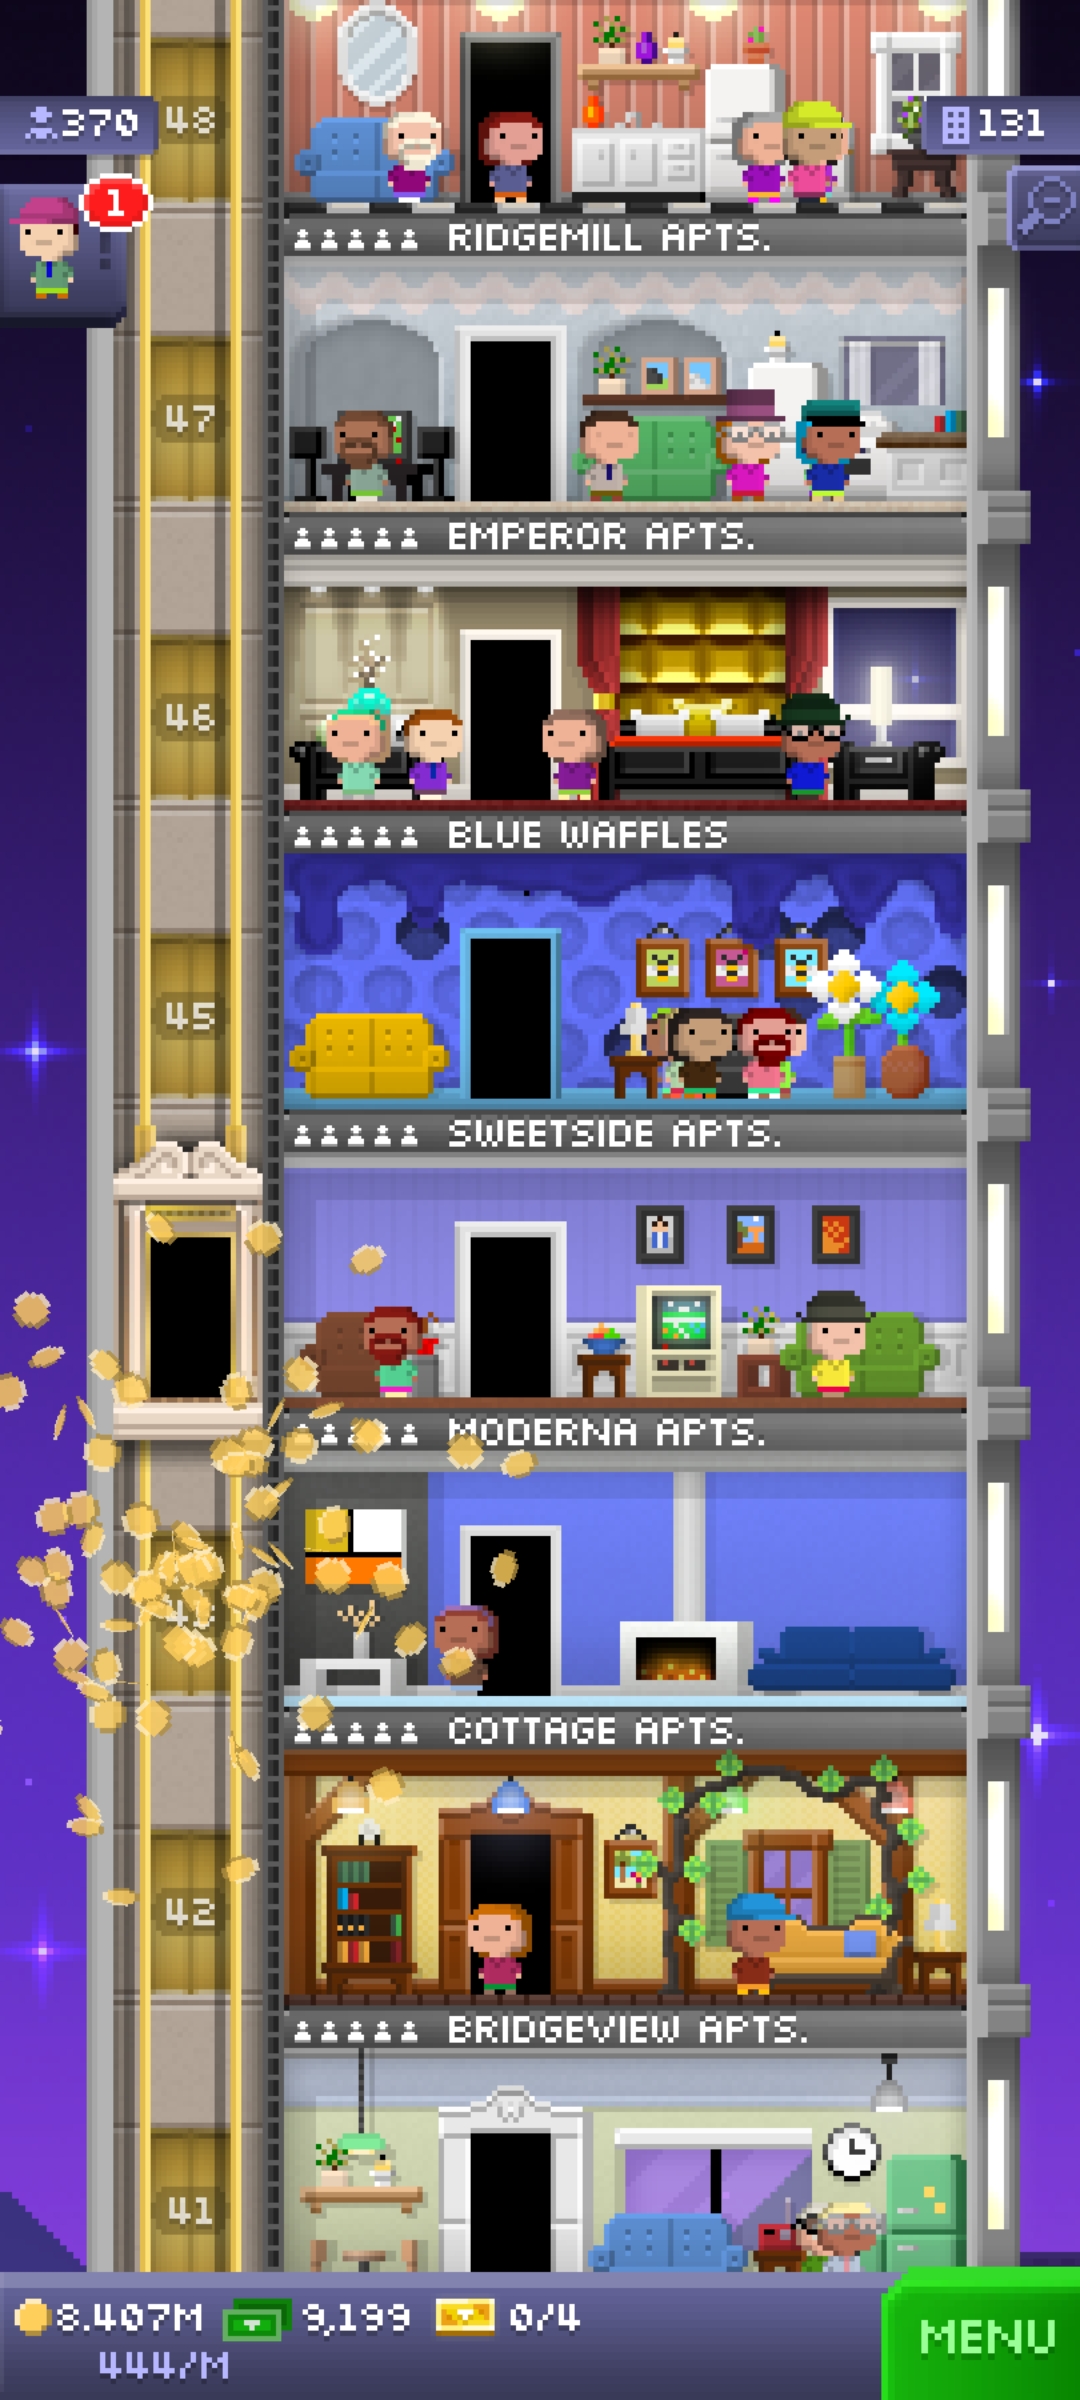 48
370
131
1
RIDGEMILL APTS.
47
EMPEROR APTS.
46
BLUE WAFFLES
45
SWEETSIDE APTS.
MODERNA APTS.
COTTAGE APTS.
42
BRIDGEVIEW APTS.
41
8.407M 9,199 0/4
444/M
MENU